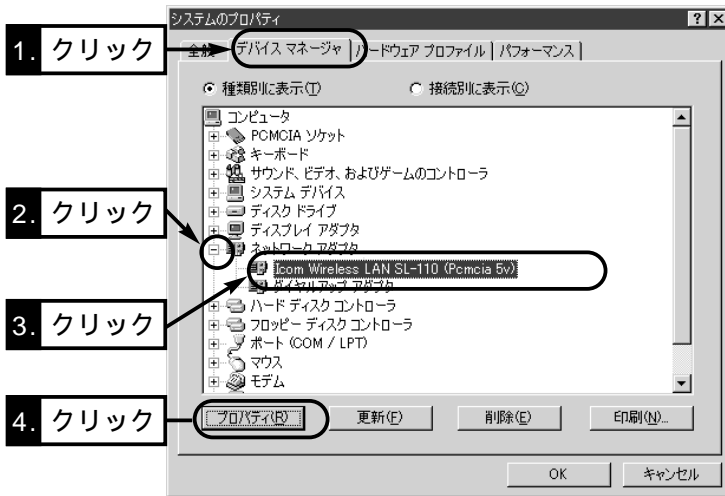 システムのプロパティ
全般 デバイス マネージャ ハードウェア プロファイル パフォーマンス
1. クリック
種類別に表示(T) 接続別に表示(C)
コンピュータ
PCMCIA ソケット
キーボード
サウンド、ビデオ、およびゲームのコントローラ
システム デバイス
ディスク ドライブ
2. クリック
ディスプレイ アダプタ
ネットワーク アダプタ
Icom Wireless LAN SL-110 (Pcmcia 5v)
ダイヤルアップ アダプタ
ハード ディスク コントローラ
3. クリック
フロッピー ディスク コントローラ
ポート (COM / LPT)
マウス
モデム
4. クリック
プロパティ(R) 更新(F) 削除(E) 印刷(N)...
OK キャンセル